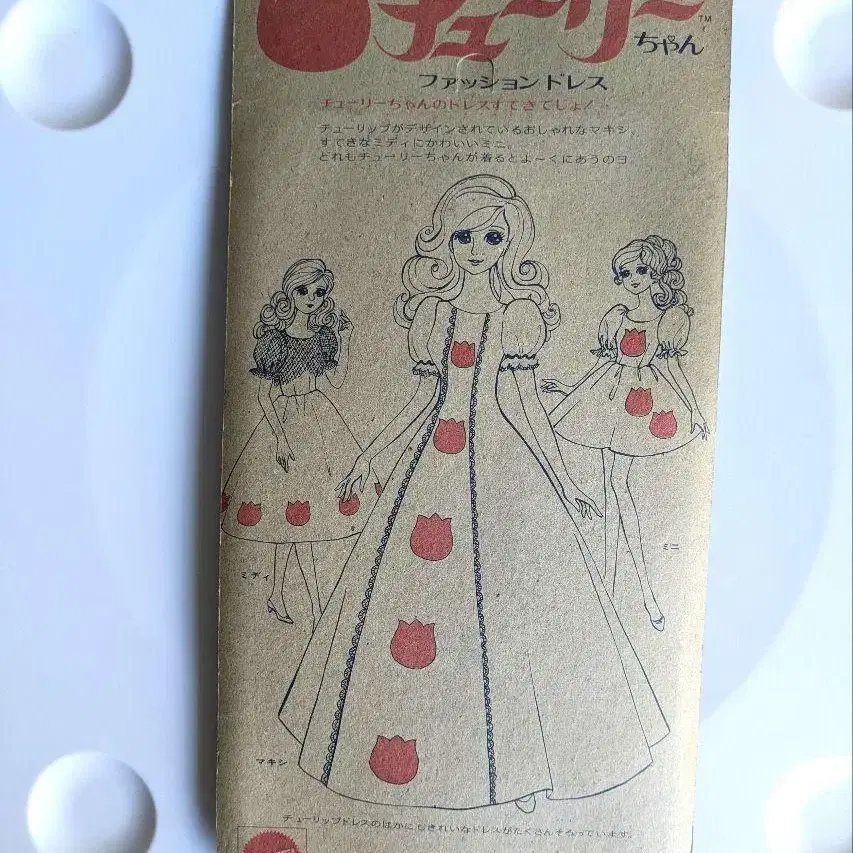 チューリー
ちゃん
TM
ファッションドレス
チューリーちゃんのドレスすてきでしょ！
チューリップがデザインされているおしゃれなマキシ。
すてきなミディにかわいいミニ。
どれもチューリーちゃんが着るとよ〜くにあうのヨ。
ミニ
ミディ
マキシ
チューリップドレスのほかにもきれいなドレスがたくさんそろっています。